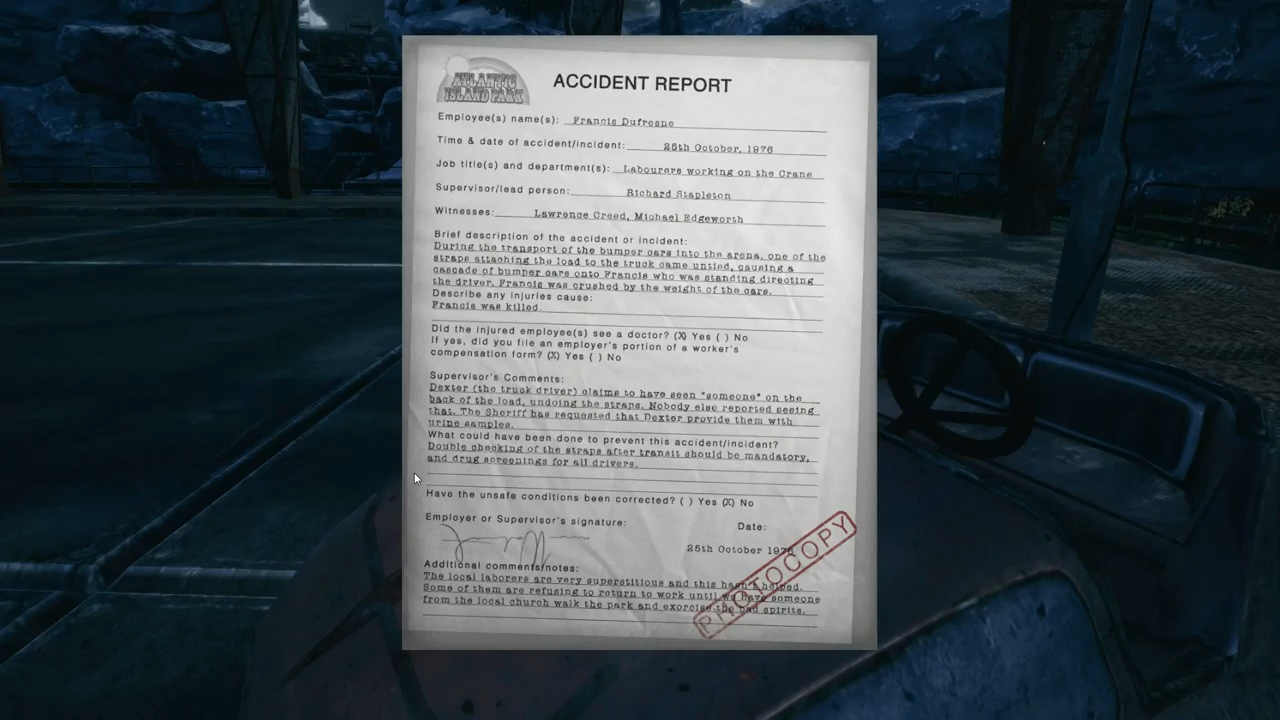 ATLANTIC
ISLAND PARK
ACCIDENT REPORT
Employee(s) name(s): Francis Dufresne
Time & date of accident/incident: 25th October, 1976
Job title(s) and department(s): Labourers working on the Crane
Supervisor/lead person: Richard Stapleton
Witnesses: Lawrence Creed, Michael Edgeworth
Brief description of the accident or incident:
During the transport of the bumper cars into the arena, one of the
straps attaching the load to the truck came untied, causing a
cascade of bumper cars onto Francis who was standing directing
the driver. Francis was crushed by the weight of the cars.
Describe any injuries cause:
Francis was killed
Did the injured employee(s) see a doctor? (X) Yes ( ) No
If yes, did you file an employer's portion of a worker's
compensation form? (X) Yes ( ) No
Supervisor's Comments:
Dexter (the truck driver) claims to have seen "someone" on the
back of the load, undoing the straps. Nobody else reported seeing
that. The Sheriff has requested that Dexter provide them with
urine samples.
What could have been done to prevent this accident/incident?
Double checking of the straps after transit should be mandatory,
and drug screenings for all drivers.
Have the unsafe conditions been corrected? ( ) Yes (X) No
Employer or Supervisor's signature:
Date:
25th October 1976
Additional comments/notes:
The local laborers are very superstitious and this hasn't helped.
Some of them are refusing to return to work until we have someone
from the local church walk the park and exorcise the bad spirits.
PHOTOCOPY